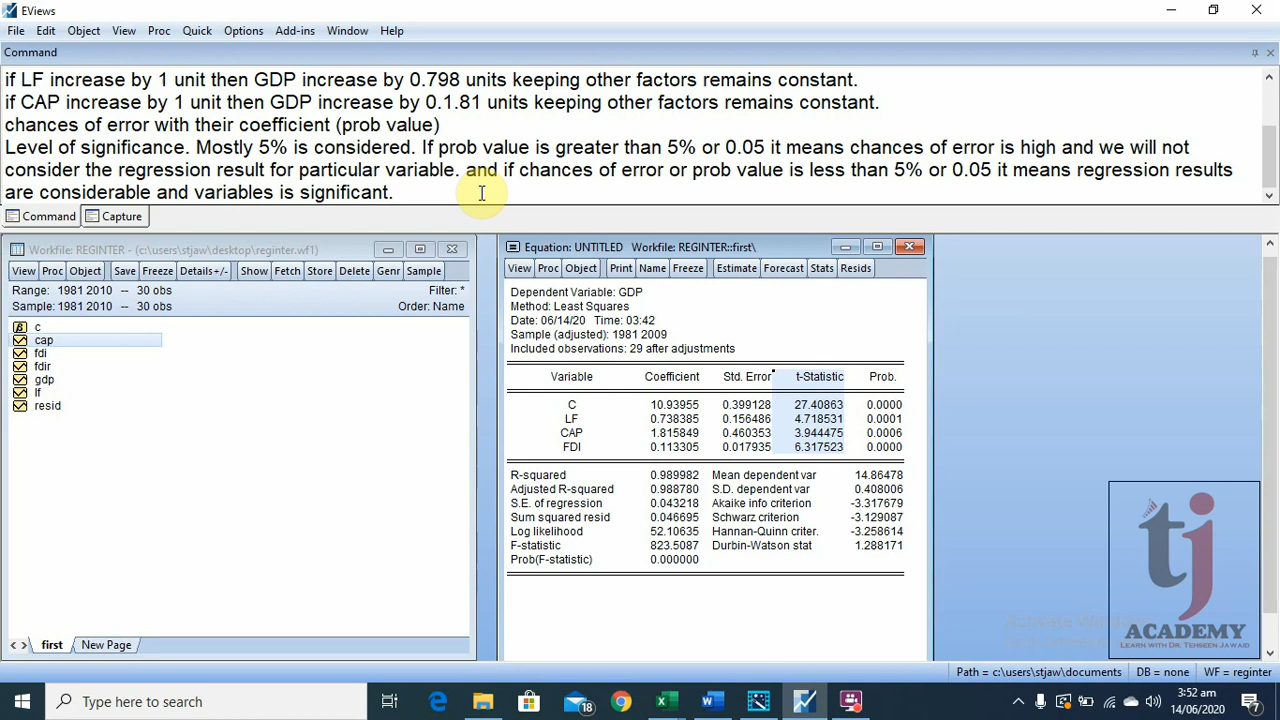 EViews
File Edit Object View Proc Quick Options Add-ins Window Help
Command
if LF increase by 1 unit then GDP increase by 0.798 units keeping other factors remains constant.
if CAP increase by 1 unit then GDP increase by 0.1.81 units keeping other factors remains constant.
chances of error with their coefficient (prob value)
Level of significance. Mostly 5% is considered. If prob value is greater than 5% or 0.05 it means chances of error is high and we will not
consider the regression result for particular variable. and if chances of error or prob value is less than 5% or 0.05 it means regression results
are considerable and variables is significant.
Command Capture
Workfile: REGINTER - (c:\users\stjaw\desktop\reginter.wf1)
View Proc Object Save Freeze Details+/- Show Fetch Store Delete Genr Sample
Range: 1981 2010 -- 30 obs Filter: *
Sample: 1981 2010 -- 30 obs Order: Name
c
cap
fdi
fdir
gdp
lf
resid
first New Page
Equation: UNTITLED Workfile: REGINTER::first\
View Proc Object Print Name Freeze Estimate Forecast Stats Resids
Dependent Variable: GDP
Method: Least Squares
Date: 06/14/20 Time: 03:42
Sample (adjusted): 1981 2009
Included observations: 29 after adjustments
Variable Coefficient Std. Error t-Statistic Prob.
C 10.93955 0.399128 27.40863 0.0000
LF 0.738385 0.156486 4.718531 0.0001
CAP 1.815849 0.460353 3.944475 0.0006
FDI 0.113305 0.017935 6.317523 0.0000
R-squared 0.989982 Mean dependent var 14.86478
Adjusted R-squared 0.988780 S.D. dependent var 0.408006
S.E. of regression 0.043218 Akaike info criterion -3.317679
Sum squared resid 0.046695 Schwarz criterion -3.129087
Log likelihood 52.10635 Hannan-Quinn criter. -3.258614
F-statistic 823.5087 Durbin-Watson stat 1.288171
Prob(F-statistic) 0.000000
Activate Windows
tj
ACADEMY
LEARN WITH DR. TEHSEEN JAWAID
Path = c:\users\stjaw\documents DB = none WF = reginter
Type here to search
18
3:52 am
14/06/2020
7